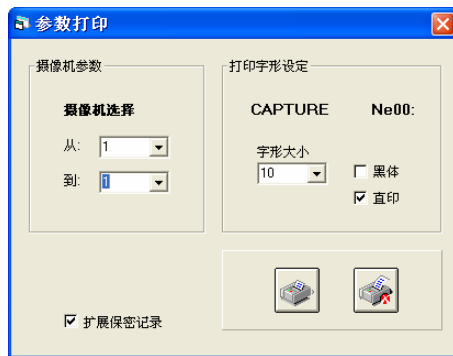 参数打印
摄像机参数
摄像机选择
从: 1
到: 1
打印字形设定
CAPTURE Ne00:
字形大小
10
黑体
直印
扩展保密记录